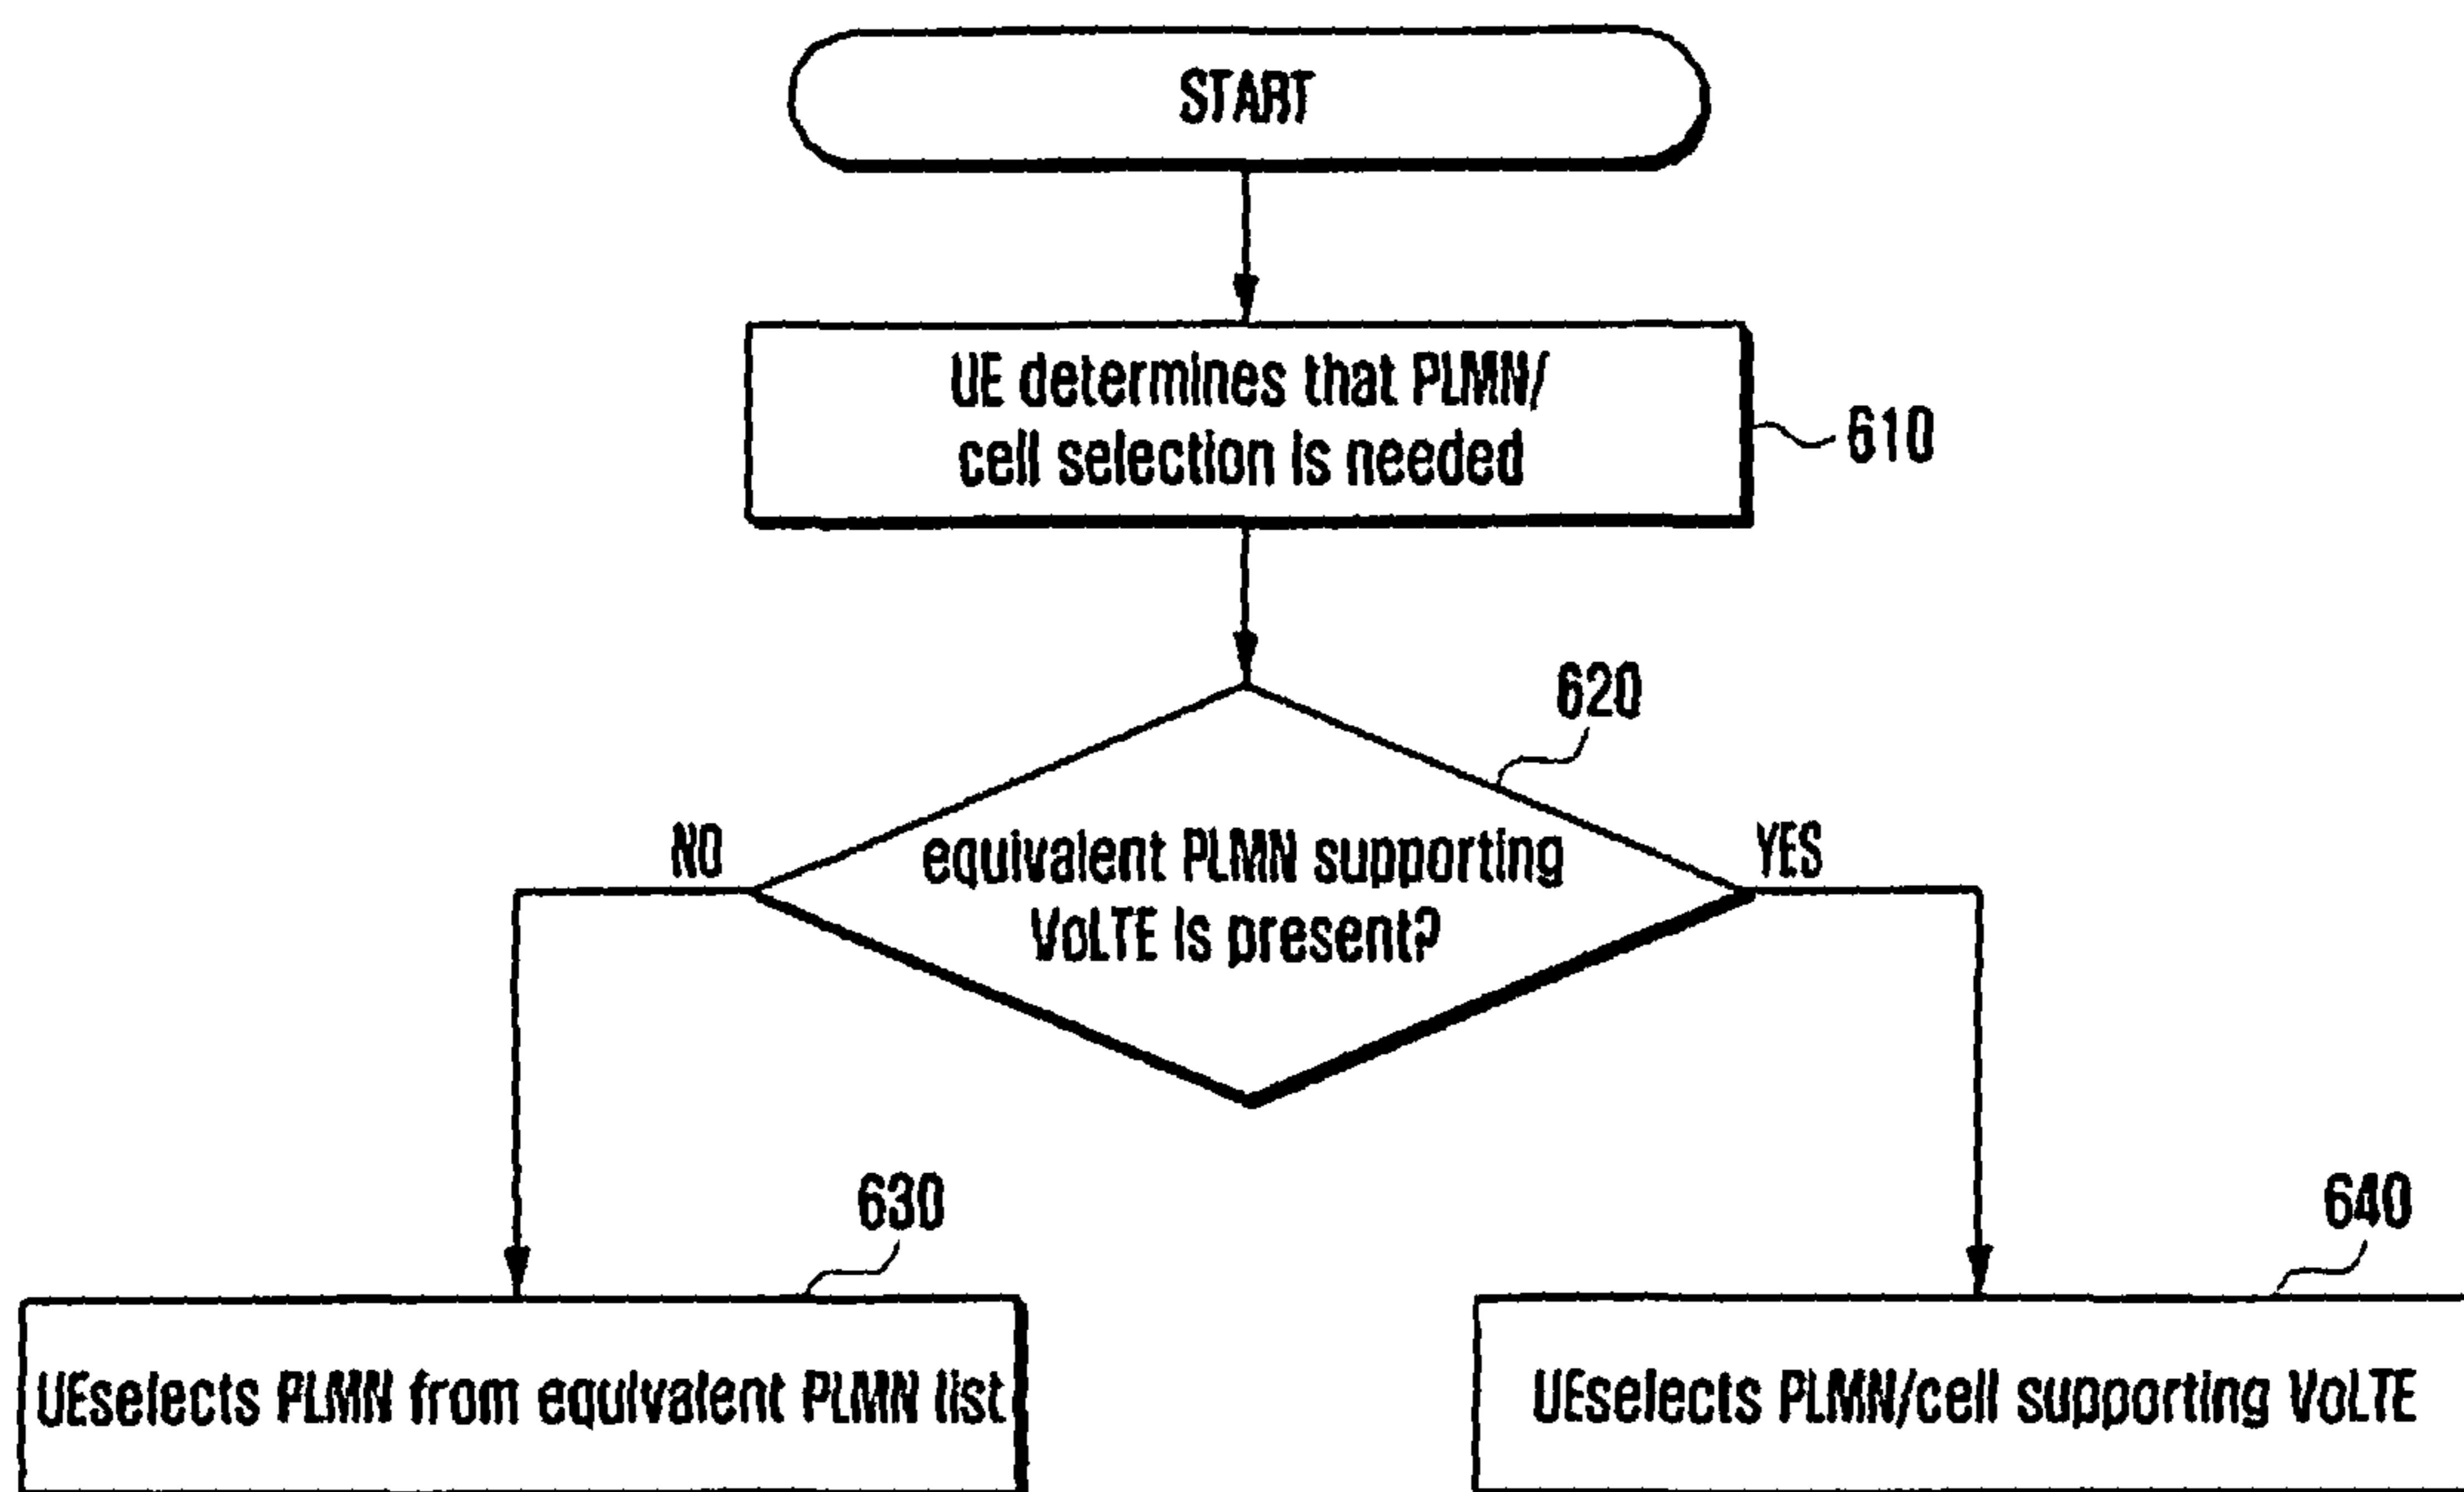 START
UE determines that PLMN/
cell selection is needed
610
620
NO
YES
equivalent PLMN supporting
VoLTE is present?
630
640
UEselects PLMN from equivalent PLMN list
UEselects PLMN/cell supporting VoLTE